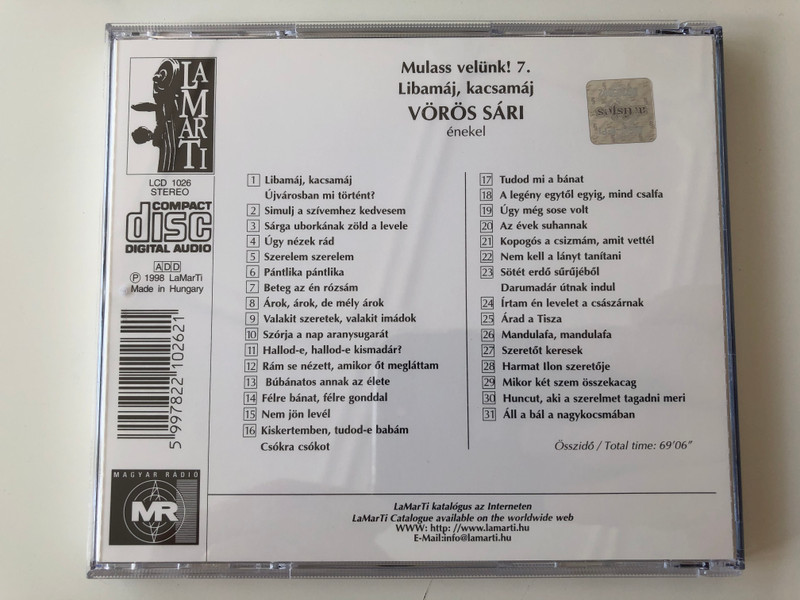 LA
MAR
TI
LCD 1026
STEREO
COMPACT
disc
DIGITAL AUDIO
ADD
℗ 1998 LaMarTi
Made in Hungary
5 997822 102621
MAGYAR RÁDIÓ
MR
Mulass velünk! 7.
Libamáj, kacsamáj
VÖRÖS SÁRI
énekel
1 Libamáj, kacsamáj
Újvárosban mi történt?
2 Simulj a szívemhez kedvesem
3 Sárga uborkának zöld a levele
4 Úgy nézek rád
5 Szerelem szerelem
6 Pántlika pántlika
7 Beteg az én rózsám
8 Árok, árok, de mély árok
9 Valakit szeretek, valakit imádok
10 Szórja a nap aranysugarát
11 Hallod-e, hallod-e kismadár?
12 Rám se nézett, amikor őt megláttam
13 Búbánatos annak az élete
14 Félre bánat, félre gonddal
15 Nem jön levél
16 Kiskertemben, tudod-e babám
Csókra csókot
17 Tudod mi a bánat
18 A legény egytől egyig, mind csalfa
19 Úgy még sose volt
20 Az évek suhannak
21 Kopogós a csizmám, amit vettél
22 Nem kell a lányt tanítani
23 Sötét erdő sűrűjéből
Darumadár útnak indul
24 Írtam én levelet a császárnak
25 Árad a Tisza
26 Mandulafa, mandulafa
27 Szeretőt keresek
28 Harmat Ilon szeretője
29 Mikor két szem összekacag
30 Huncut, aki a szerelmet tagadni meri
31 Áll a bál a nagykocsmában
Összidő / Total time: 69'06"
LaMarTi katalógus az Interneten
LaMarTi Catalogue available on the worldwide web
WWW: http: //www.lamarti.hu
E-Mail:info@lamarti.hu